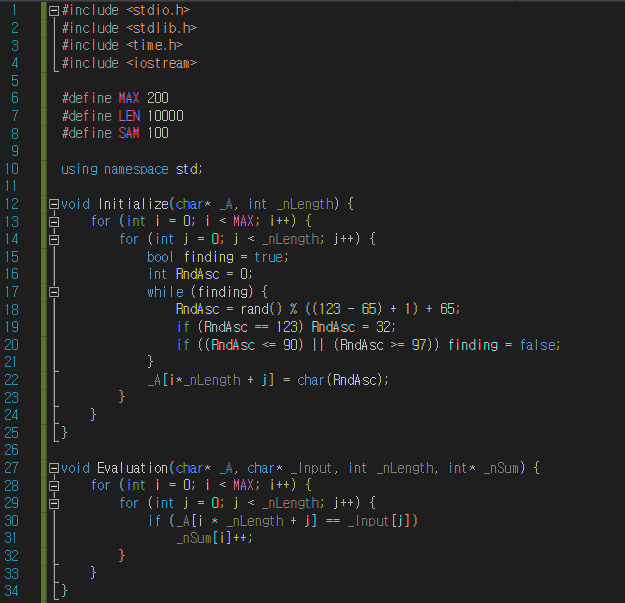 1 #include <stdio.h>
2 #include <stdlib.h>
3 #include <time.h>
4 #include <iostream>
5
6 #define MAX 200
7 #define LEN 10000
8 #define SAM 100
9
10 using namespace std;
11
12 void Initialize(char* _A, int _nLength) {
13 for (int i = 0; i < MAX; i++) {
14 for (int j = 0; j < _nLength; j++) {
15 bool finding = true;
16 int RndAsc = 0;
17 while (finding) {
18 RndAsc = rand() % ((123 - 65) + 1) + 65;
19 if (RndAsc == 123) RndAsc = 32;
20 if ((RndAsc <= 90) || (RndAsc >= 97)) finding = false;
21 }
22 _A[i*_nLength + j] = char(RndAsc);
23 }
24 }
25 }
26
27 void Evaluation(char* _A, char* _Input, int _nLength, int* _nSum) {
28 for (int i = 0; i < MAX; i++) {
29 for (int j = 0; j < _nLength; j++) {
30 if (_A[i * _nLength + j] == _Input[j])
31 _nSum[i]++;
32 }
33 }
34 }